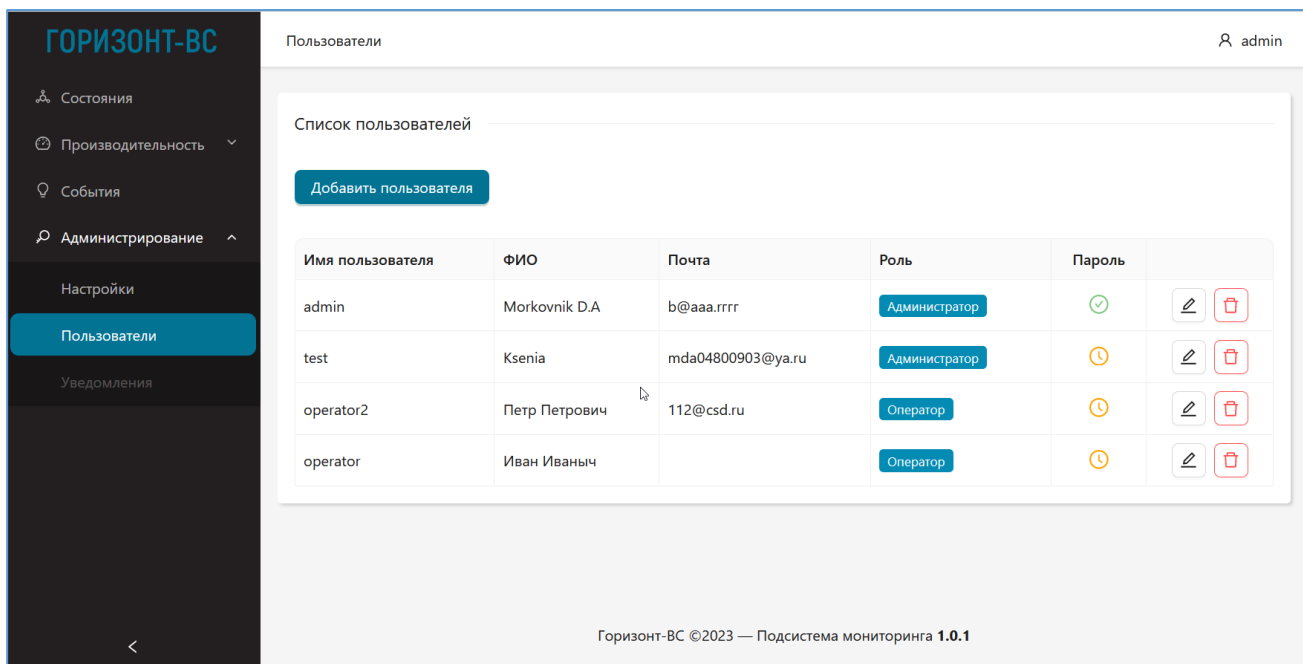 ГОРИЗОНТ-ВС
Пользователи
admin
Состояния
Производительность
События
Администрирование
Настройки
Пользователи
Уведомления
Список пользователей
Добавить пользователя
Имя пользователя ФИО Почта Роль Пароль
admin Morkovnik D.A b@aaa.rrrr Администратор
test Ksenia mda04800903@ya.ru Администратор
operator2 Петр Петрович 112@csd.ru Оператор
operator Иван Иваныч Оператор
Горизонт-ВС ©2023 — Подсистема мониторинга 1.0.1